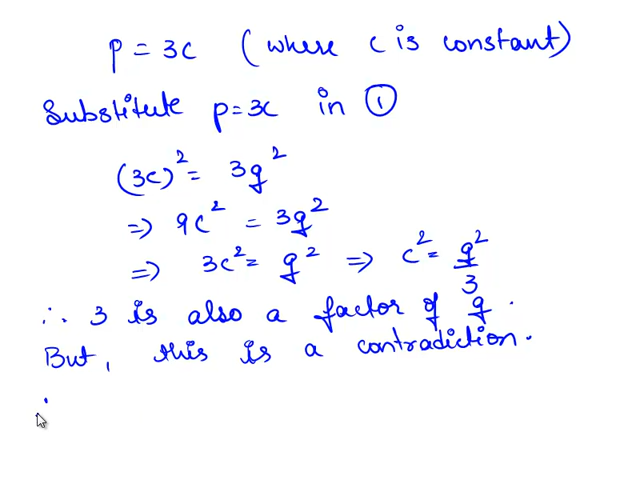 p = 3c (where c is constant)
Substitute p=3c in ①
(3c)² = 3q²
=> 9c² = 3q²
=> 3c² = q² => c² = q²/3
∴ 3 is also a factor of q.
But, this is a contradiction.